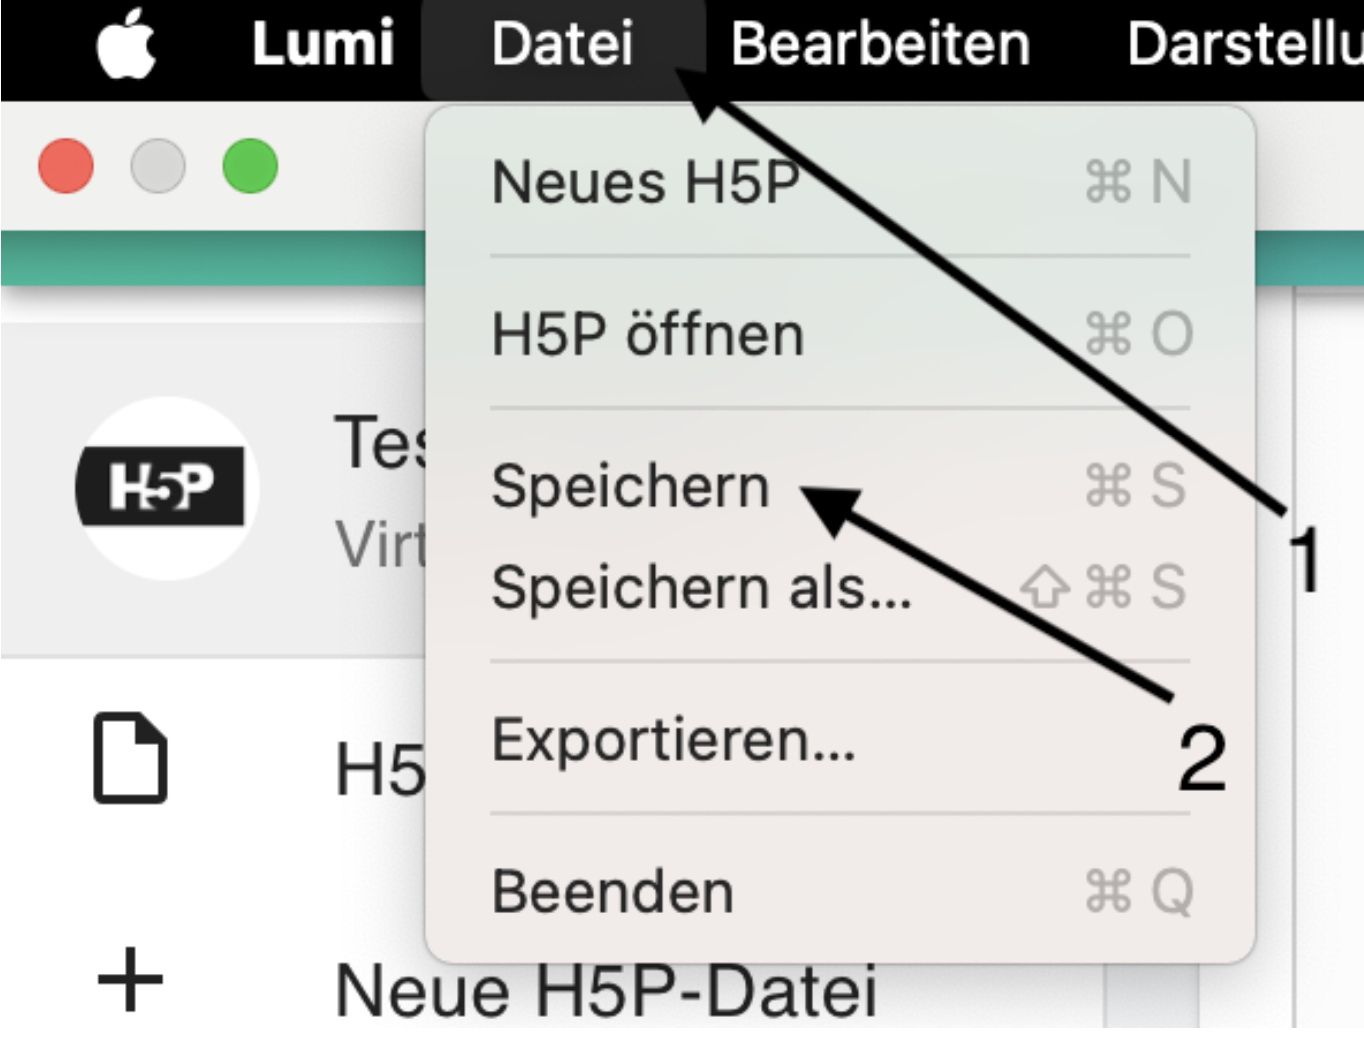 Lumi Datei Bearbeiten Darstellu
Neues H5P ⌘ N
H5P öffnen ⌘ O
H5P Tes
Speichern ⌘ S
Virt
Speichern als... ⇧ ⌘ S
1
Exportieren...
2
H5
Beenden ⌘ Q
Neue H5P-Datei